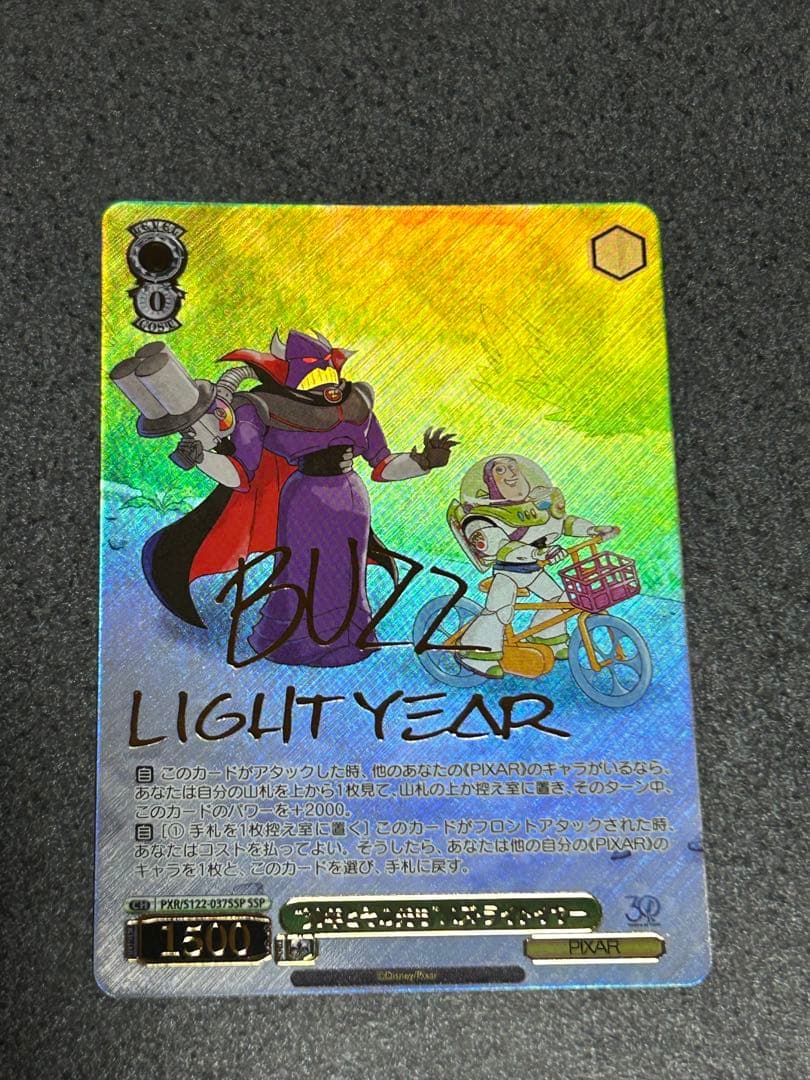 0
COST
BUZZ
LIGHTYEAR
自 このカードがアタックした時、他のあなたの《PIXAR》のキャラがいるなら、
あなたは自分の山札を上から1枚見て、山札の上か控え室に置き、そのターン中、
このカードのパワーを+2000。
自 [① 手札を1枚控え室に置く] このカードがフロントアタックされた時、
あなたはコストを払ってよい。そうしたら、あなたは他の自分の《PIXAR》の
キャラを1枚と、このカードを選び、手札に戻す。
CH PXR/S122-037SSP SSP
1500
PIXAR
©Disney/Pixar